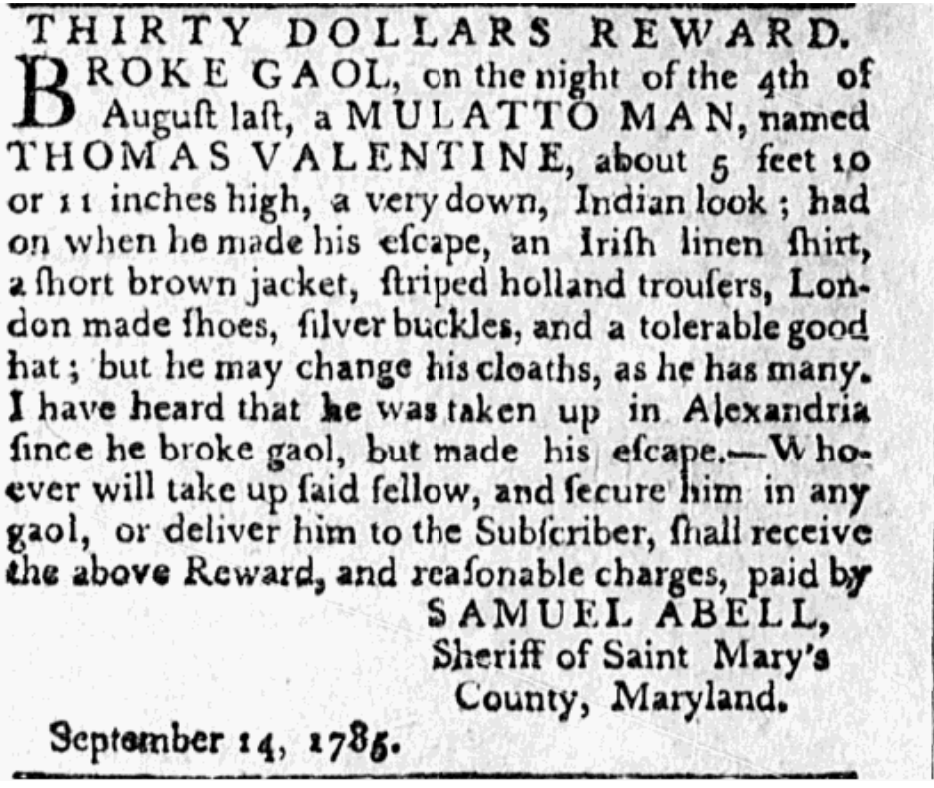 THIRTY DOLLARS REWARD.
BROKE GAOL, on the night of the 4th of
Auguſt laſt, a MULATTO MAN, named
THOMAS VALENTINE, about 5 feet 10
or 11 inches high, a very down, Indian look; had
on when he made his eſcape, an Iriſh linen ſhirt,
a ſhort brown jacket, ſtriped holland trouſers, Lon-
don made ſhoes, ſilver buckles, and a tolerable good
hat; but he may change his cloaths, as he has many.
I have heard that he was taken up in Alexandria
ſince he broke gaol, but made his eſcape.—Who-
ever will take up ſaid fellow, and ſecure him in any
gaol, or deliver him to the Subſcriber, ſhall receive
the above Reward, and reaſonable charges, paid by
SAMUEL ABELL,
Sheriff of Saint Mary's
County, Maryland.
September 14, 1785.